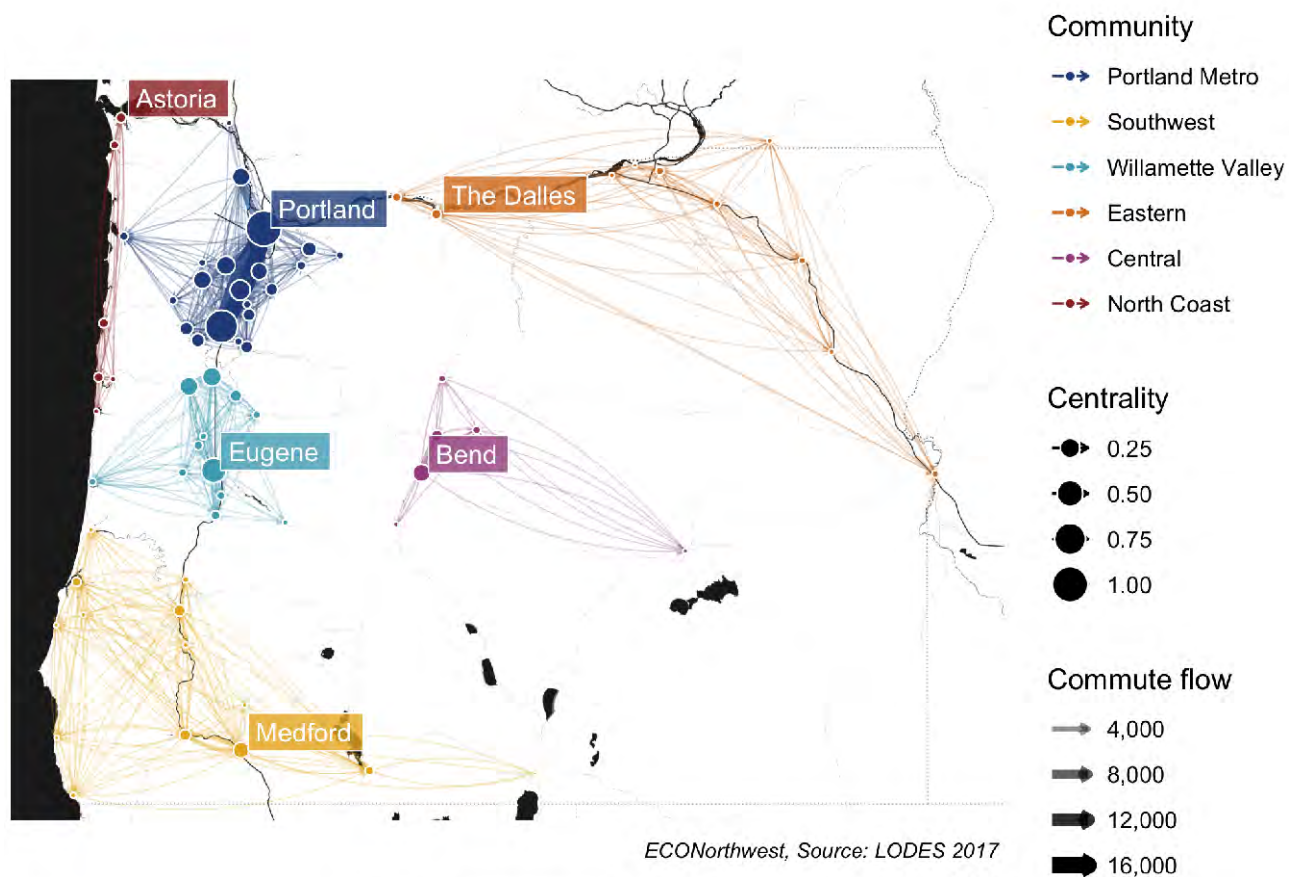 Astoria
Portland
The Dalles
Eugene
Bend
Medford
ECONorthwest, Source: LODES 2017
Community
Portland Metro
Southwest
Willamette Valley
Eastern
Central
North Coast
Centrality
0.25
0.50
0.75
1.00
Commute flow
4,000
8,000
12,000
16,000